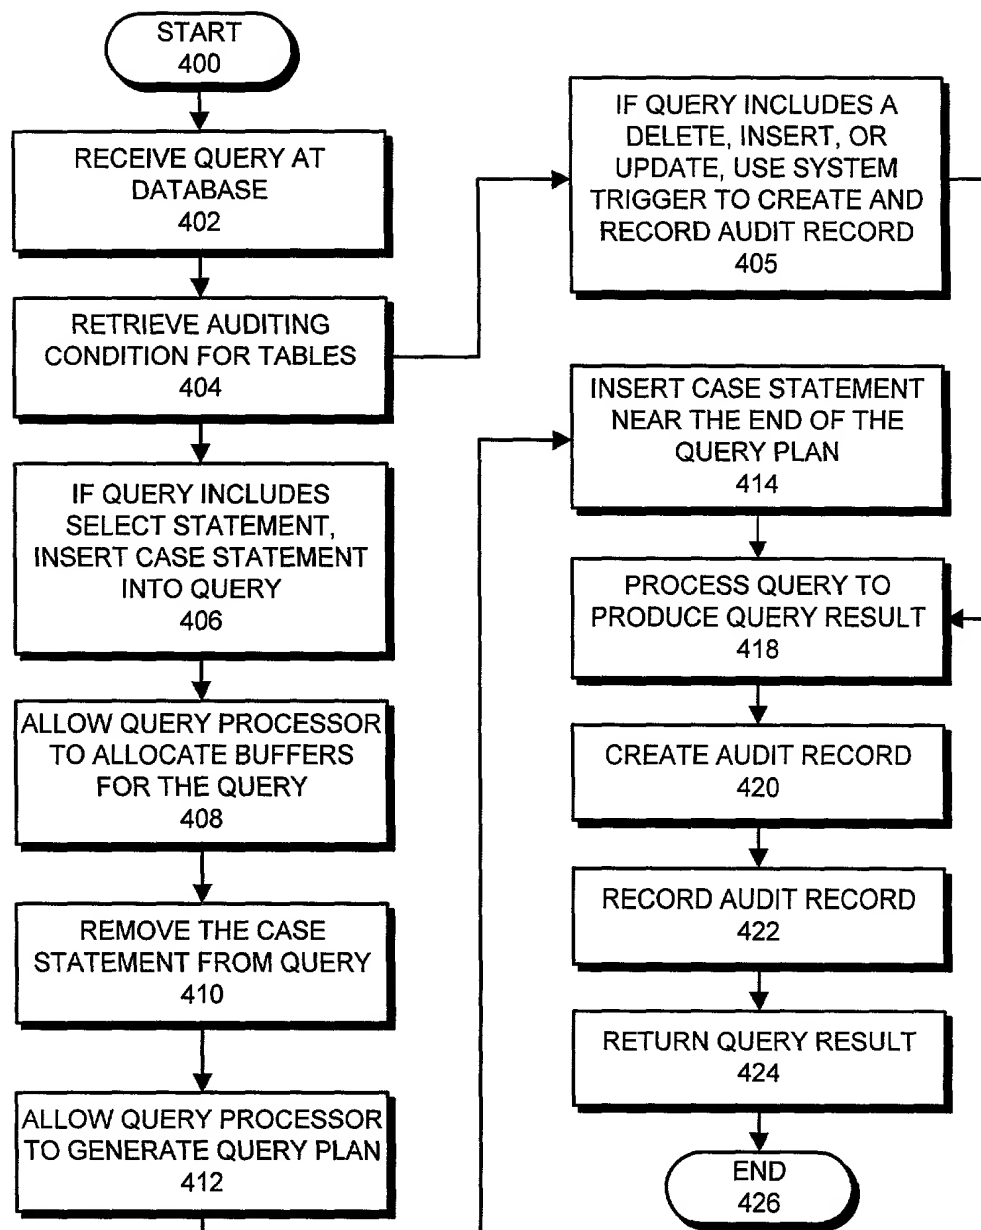 START
400
RECEIVE QUERY AT
DATABASE
402
RETRIEVE AUDITING
CONDITION FOR TABLES
404
IF QUERY INCLUDES
SELECT STATEMENT,
INSERT CASE STATEMENT
INTO QUERY
406
ALLOW QUERY PROCESSOR
TO ALLOCATE BUFFERS
FOR THE QUERY
408
REMOVE THE CASE
STATEMENT FROM QUERY
410
ALLOW QUERY PROCESSOR
TO GENERATE QUERY PLAN
412
IF QUERY INCLUDES A
DELETE, INSERT, OR
UPDATE, USE SYSTEM
TRIGGER TO CREATE AND
RECORD AUDIT RECORD
405
INSERT CASE STATEMENT
NEAR THE END OF THE
QUERY PLAN
414
PROCESS QUERY TO
PRODUCE QUERY RESULT
418
CREATE AUDIT RECORD
420
RECORD AUDIT RECORD
422
RETURN QUERY RESULT
424
END
426